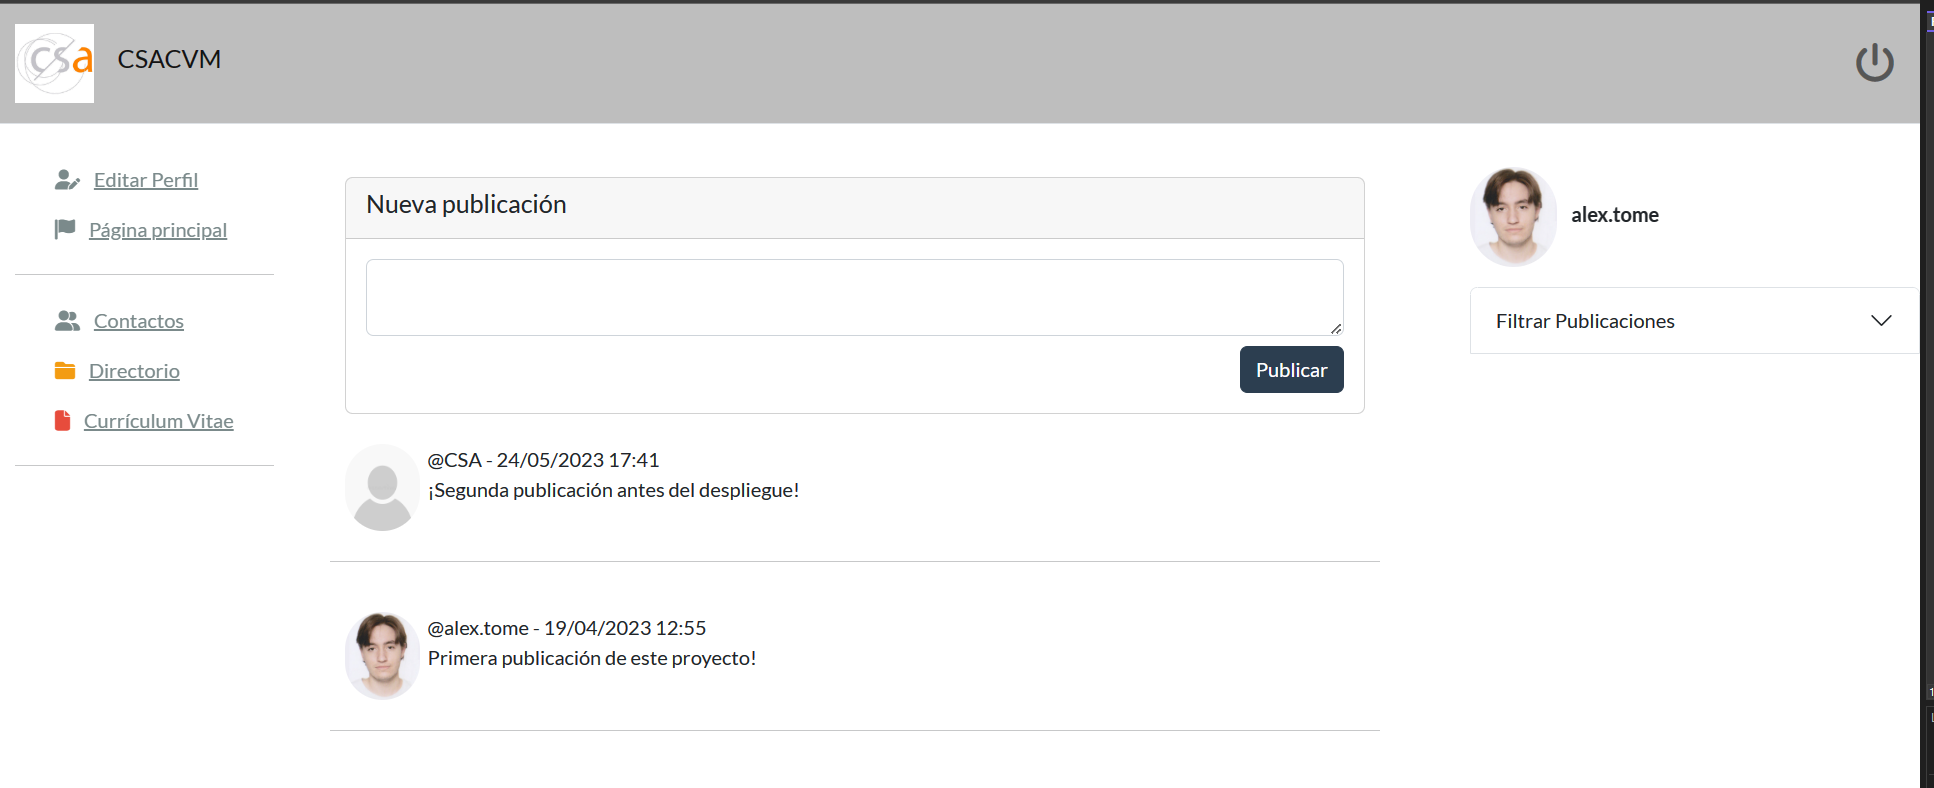 csa
CSACVM
Editar Perfil
Página principal
Contactos
Directorio
Currículum Vitae
Nueva publicación
Publicar
@CSA - 24/05/2023 17:41
¡Segunda publicación antes del despliegue!
@alex.tome - 19/04/2023 12:55
Primera publicación de este proyecto!
alex.tome
Filtrar Publicaciones